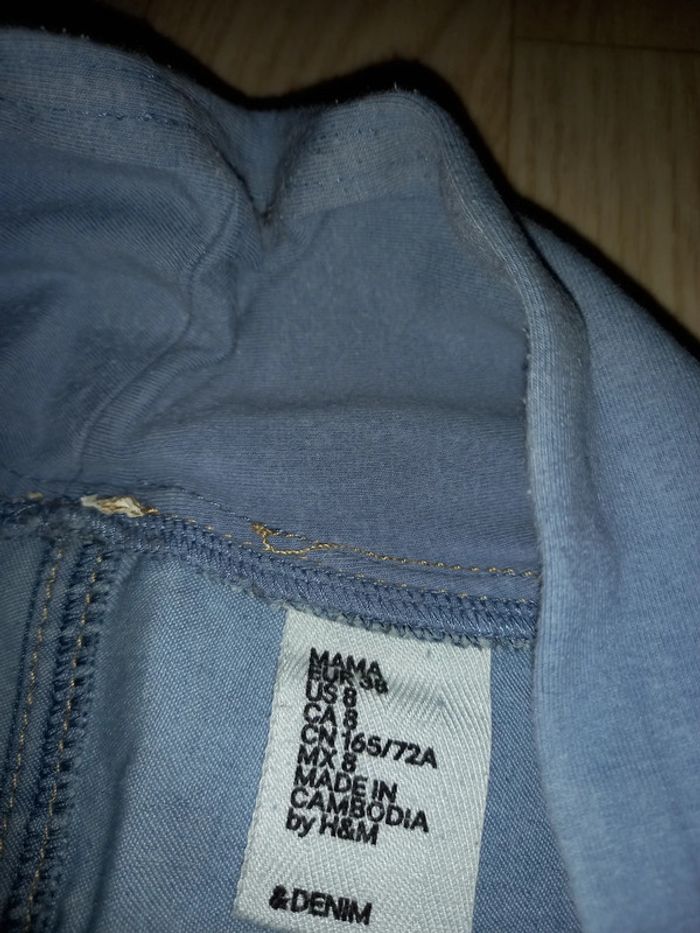 MAMA
EUR 38
US 8
CA 8
CN 165/72A
MX 8
MADE IN
CAMBODIA
by H&M
&DENIM